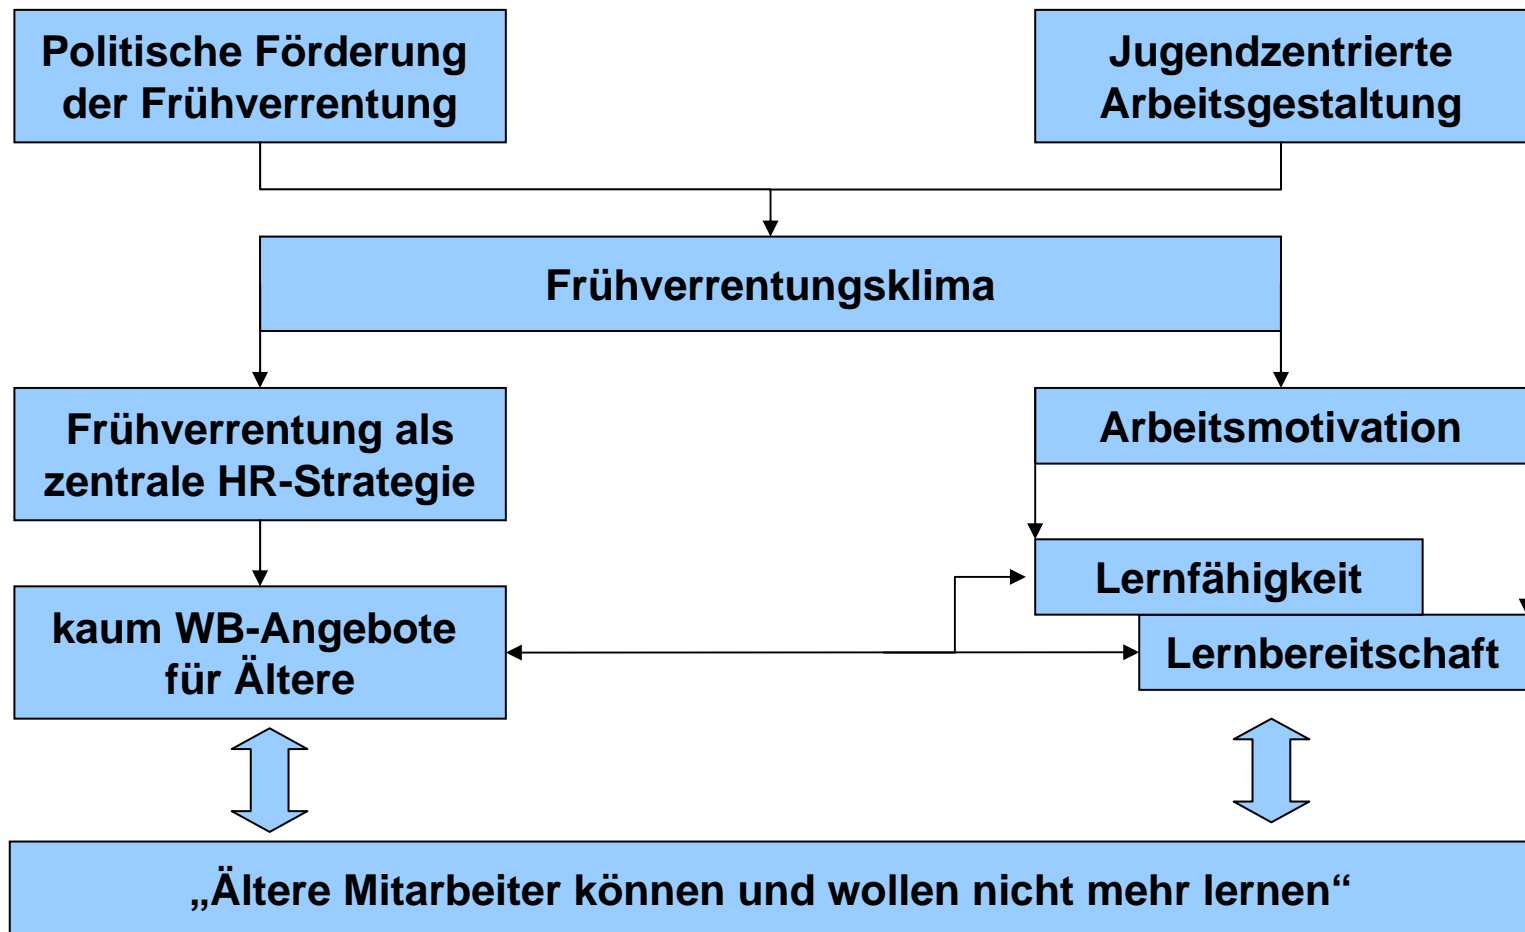 Politische Förderung
der Frühverrentung
Jugendzentrierte
Arbeitsgestaltung
Frühverrentungsklima
Frühverrentung als
zentrale HR-Strategie
Arbeitsmotivation
Lernfähigkeit
kaum WB-Angebote
für Ältere
Lernbereitschaft
„Ältere Mitarbeiter können und wollen nicht mehr lernen“